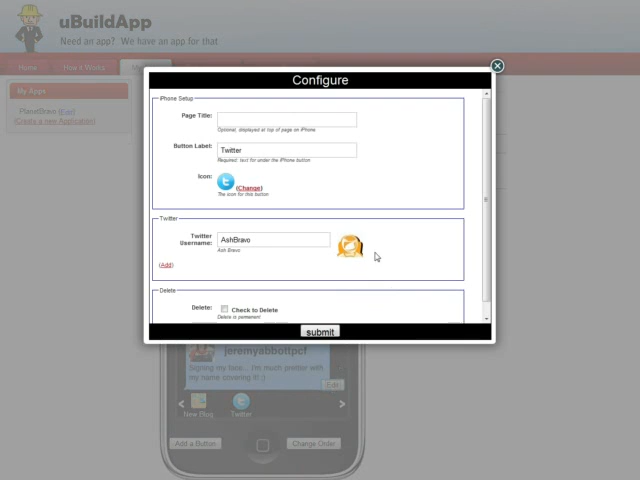 uBuildApp
Need an app? We have an app for that
Home
How it Works
My Apps
PlanetBravo (Edit)
(Create a new Application)
Configure
iPhone Setup
Page Title:
Optional, displayed at top of page on iPhone
Button Label:
Twitter
Required, text for under the iPhone button
Icon:
(Change)
The icon for this button
Twitter
Twitter Username:
AshBravo
Ash Bravo
(Add)
Delete
Delete:
Check to Delete
Delete is permanent
submit
jeremyabbottpcf
Signing my face... I'm much prettier with
my name covering it! ;)
Edit
New Blog
Twitter
Add a Button
Change Order